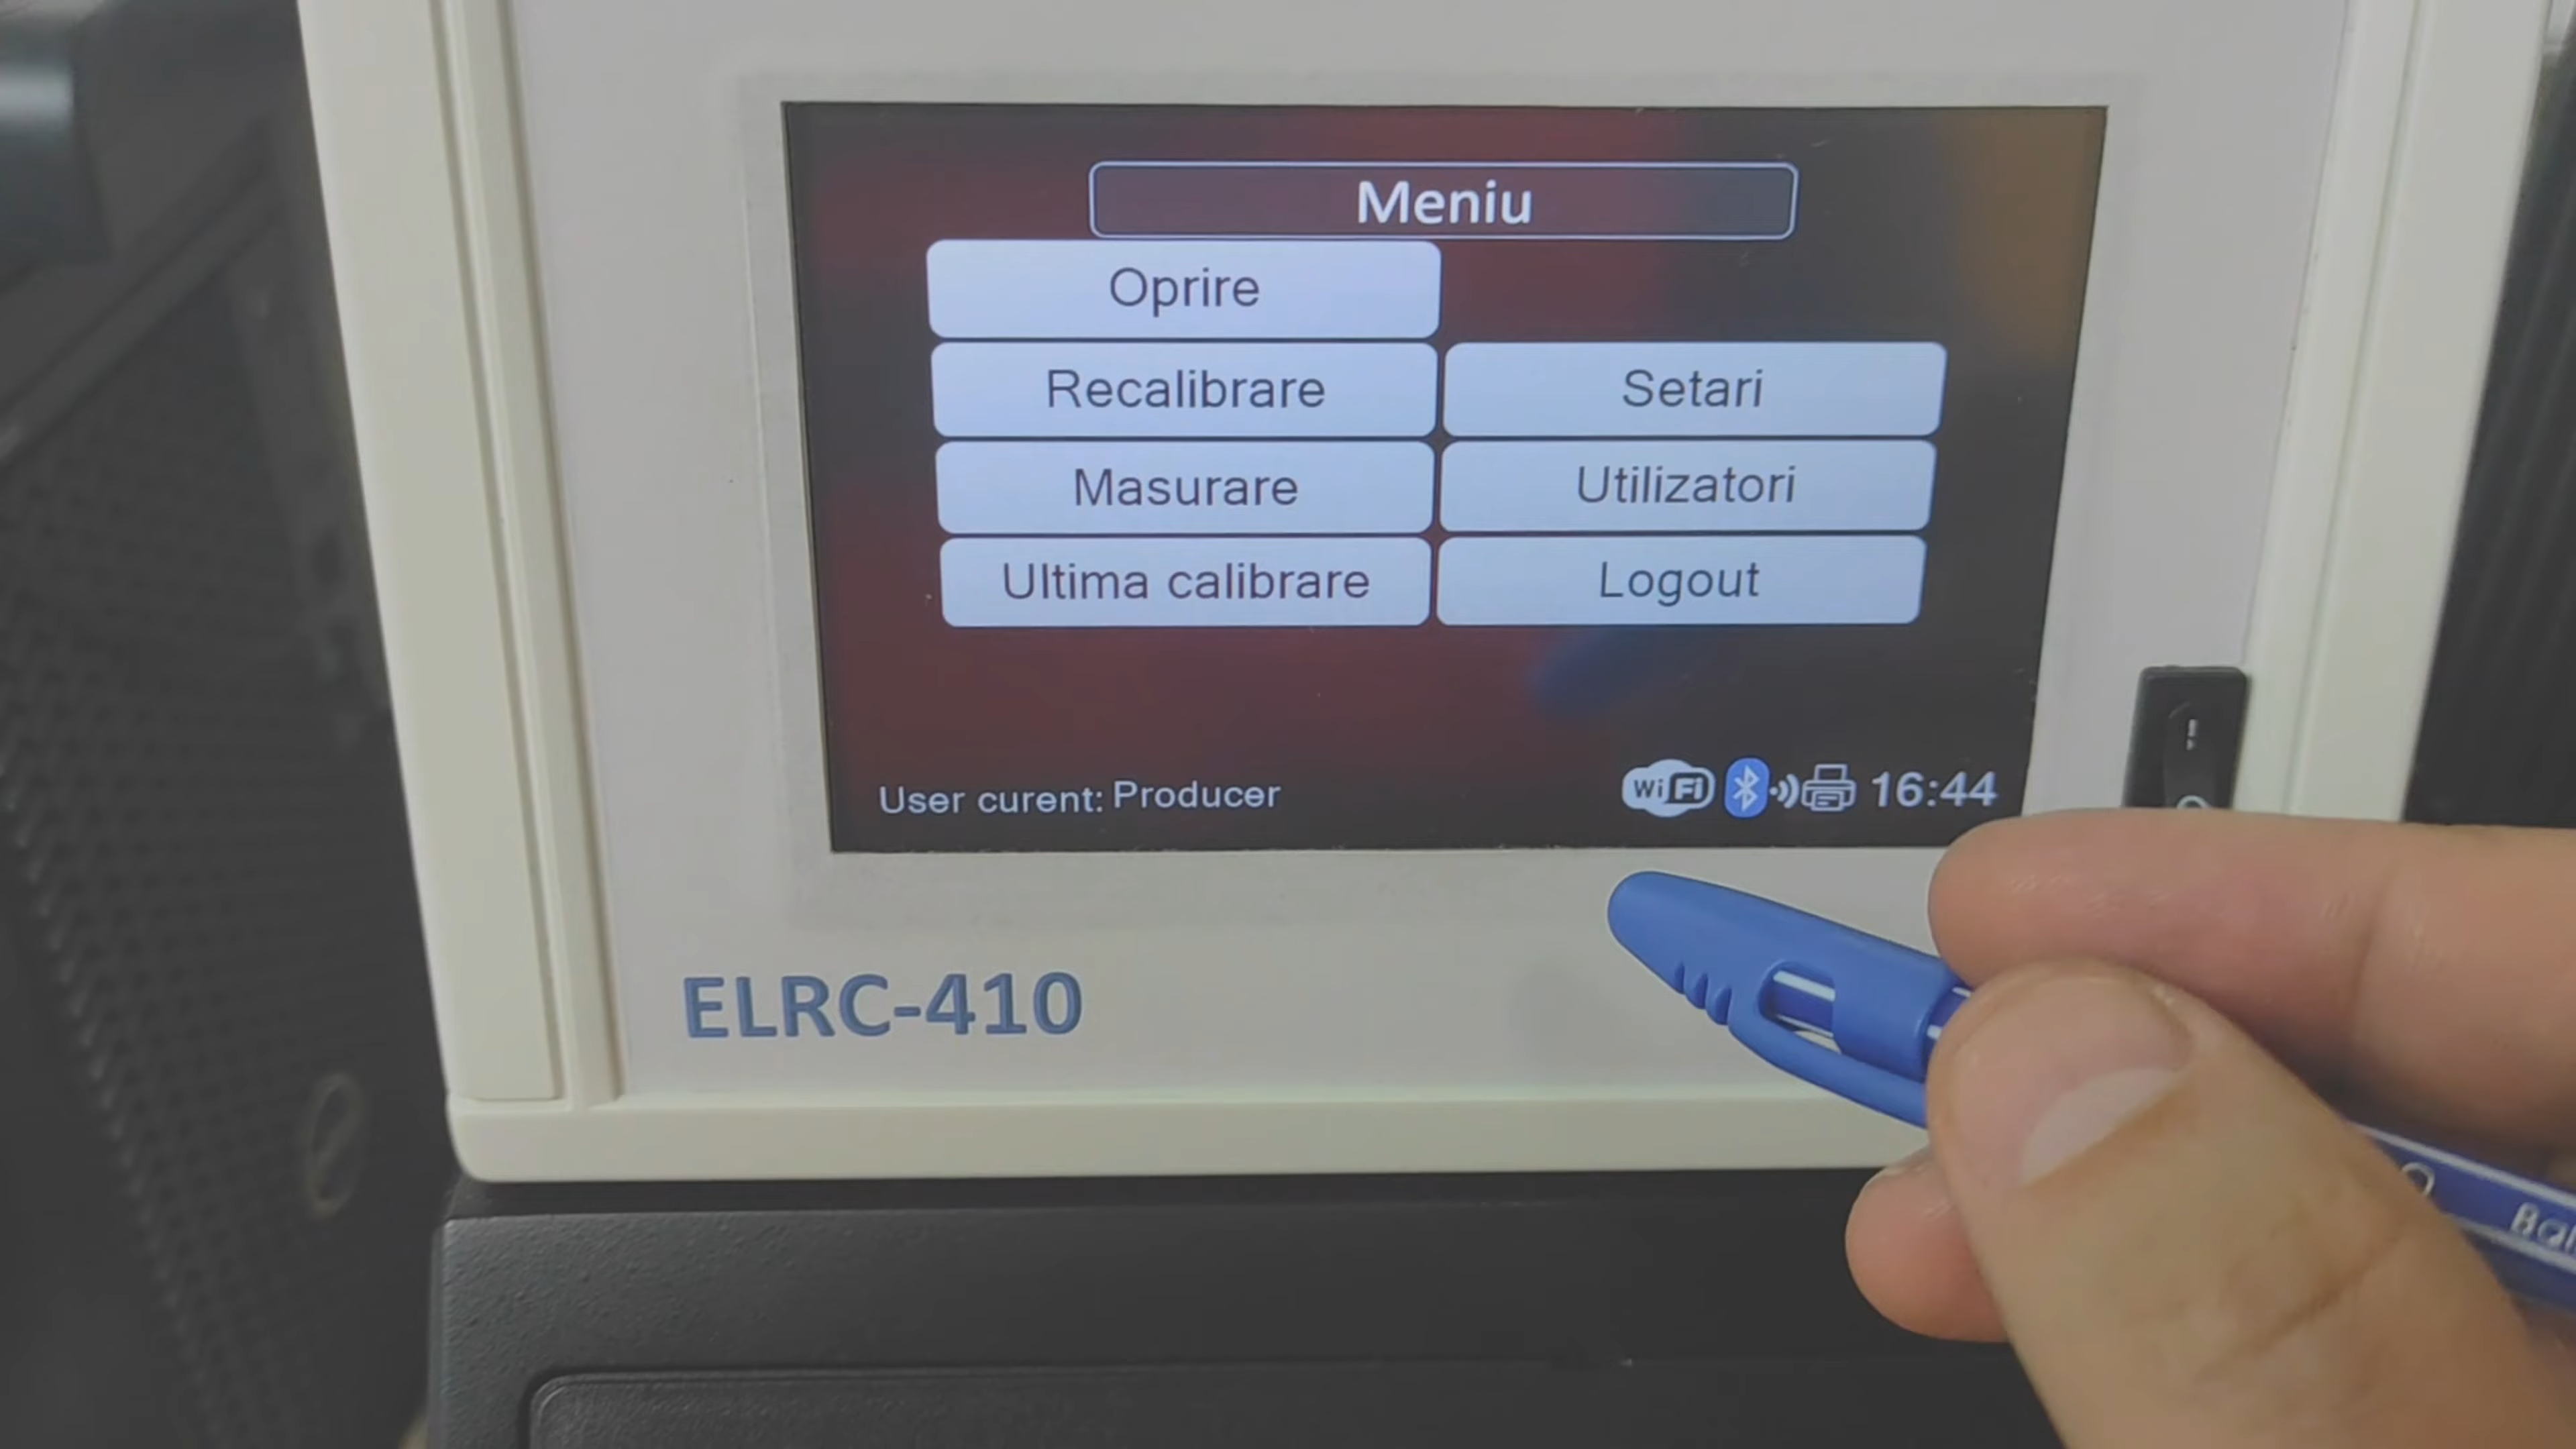 Meniu
Oprire
Recalibrare
Setari
Masurare
Utilizatori
Ultima calibrare
Logout
User curent: Producer
WiFi
16:44
ELRC-410